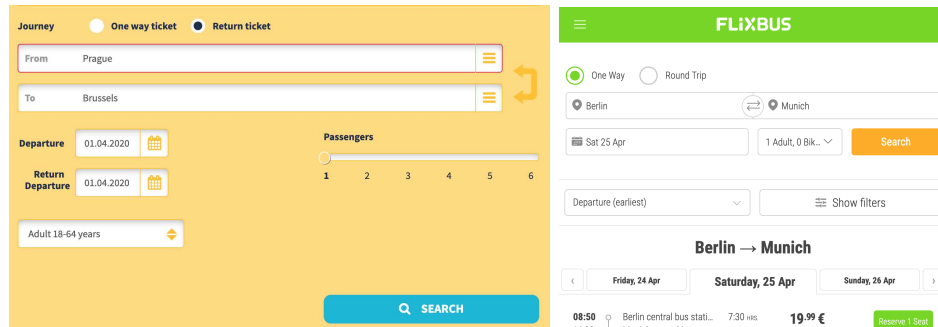 Journey One way ticket Return ticket
From Prague
To Brussels
Departure 01.04.2020
Passengers
Return
Departure 01.04.2020
1 2 3 4 5 6
Adult 18-64 years
SEARCH
FLiXBUS
One Way Round Trip
Berlin Munich
Sat 25 Apr 1 Adult, 0 Bik.. Search
Departure (earliest) Show filters
Berlin → Munich
‹ Friday, 24 Apr Saturday, 25 Apr Sunday, 26 Apr ›
08:50 Berlin central bus stati... 7:30 HRS. 19.99 € Reserve 1 Seat